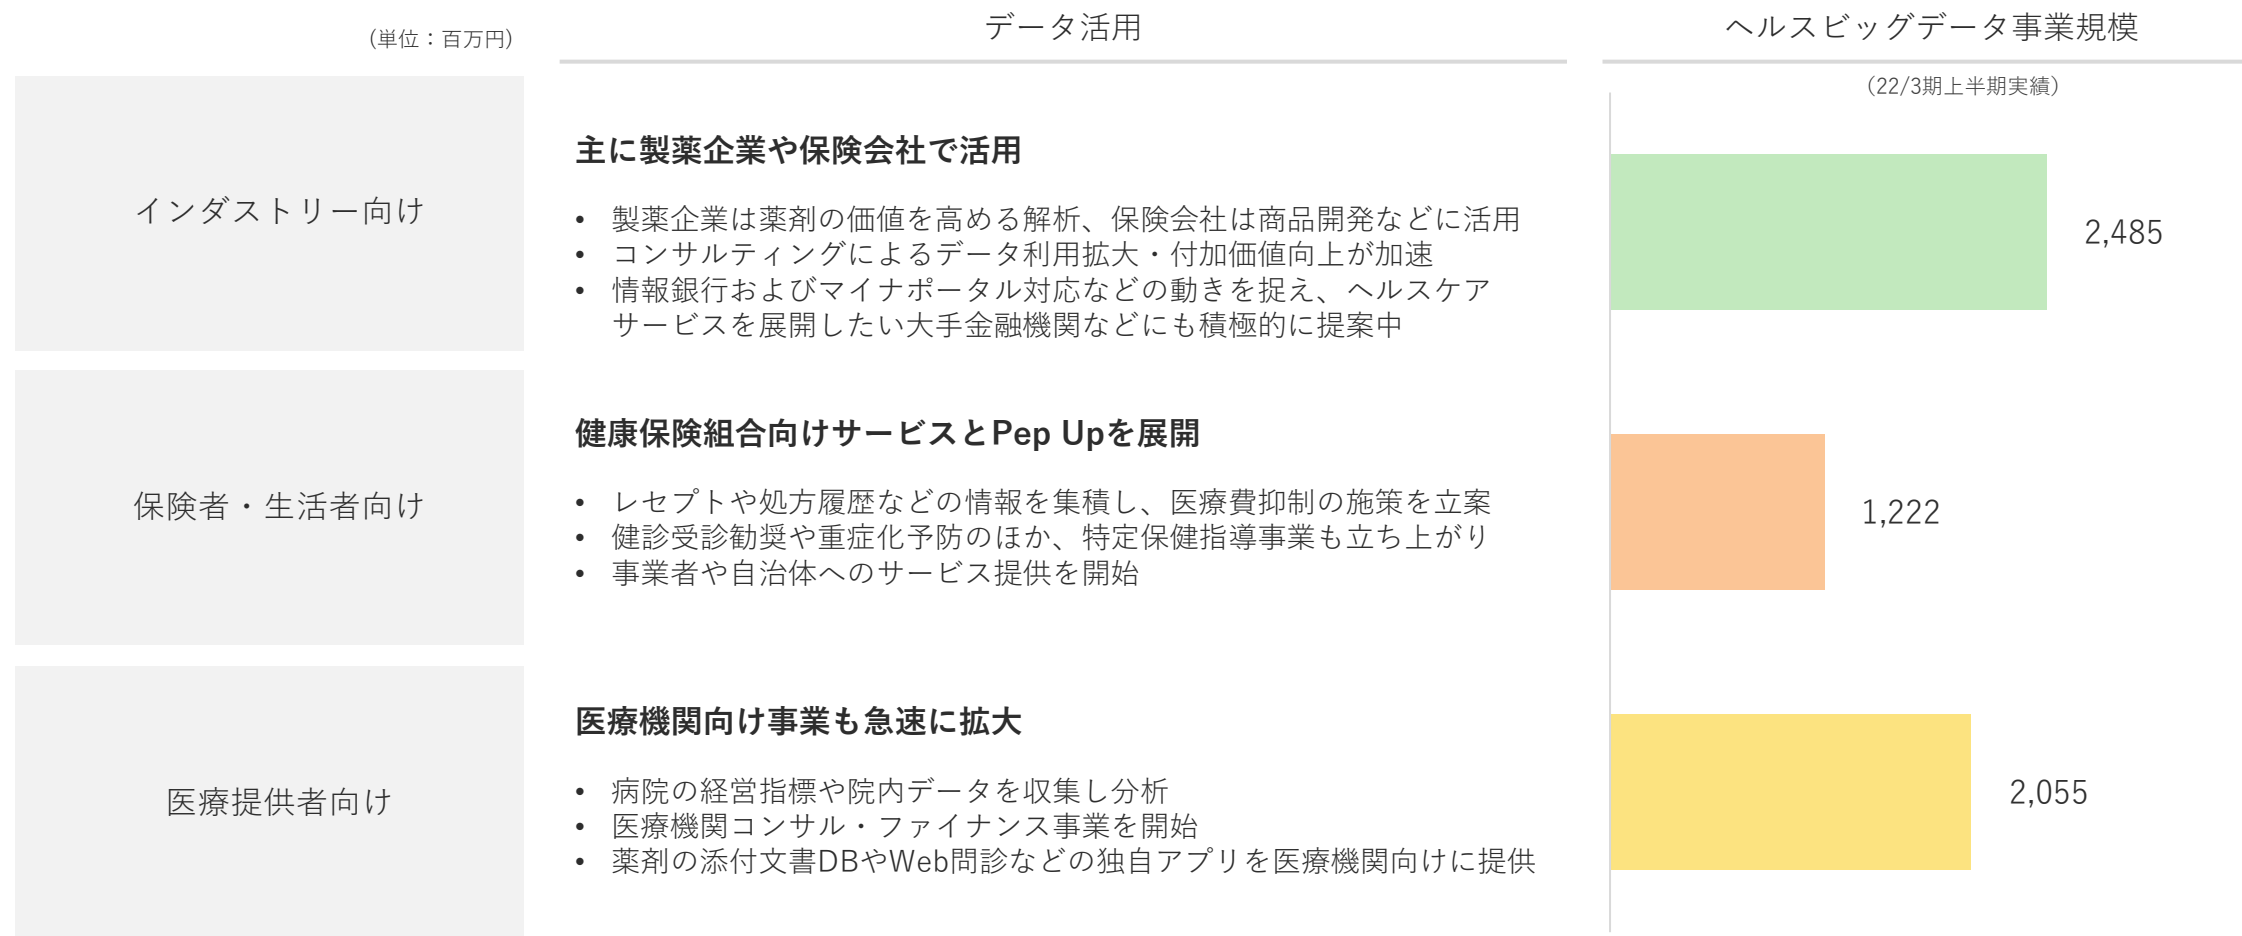 (単位：百万円)
データ活用
ヘルスビッグデータ事業規模
（22/3期上半期実績）
インダストリー向け
主に製薬企業や保険会社で活用
• 製薬企業は薬剤の価値を高める解析、保険会社は商品開発などに活用
• コンサルティングによるデータ利用拡大・付加価値向上が加速
• 情報銀行およびマイナポータル対応などの動きを捉え、ヘルスケア
サービスを展開したい大手金融機関などにも積極的に提案中
2,485
保険者・生活者向け
健康保険組合向けサービスとPep Upを展開
• レセプトや処方履歴などの情報を集積し、医療費抑制の施策を立案
• 健診受診勧奨や重症化予防のほか、特定保健指導事業も立ち上がり
• 事業者や自治体へのサービス提供を開始
1,222
医療提供者向け
医療機関向け事業も急速に拡大
• 病院の経営指標や院内データを収集し分析
• 医療機関コンサル・ファイナンス事業を開始
• 薬剤の添付文書DBやWeb問診などの独自アプリを医療機関向けに提供
2,055